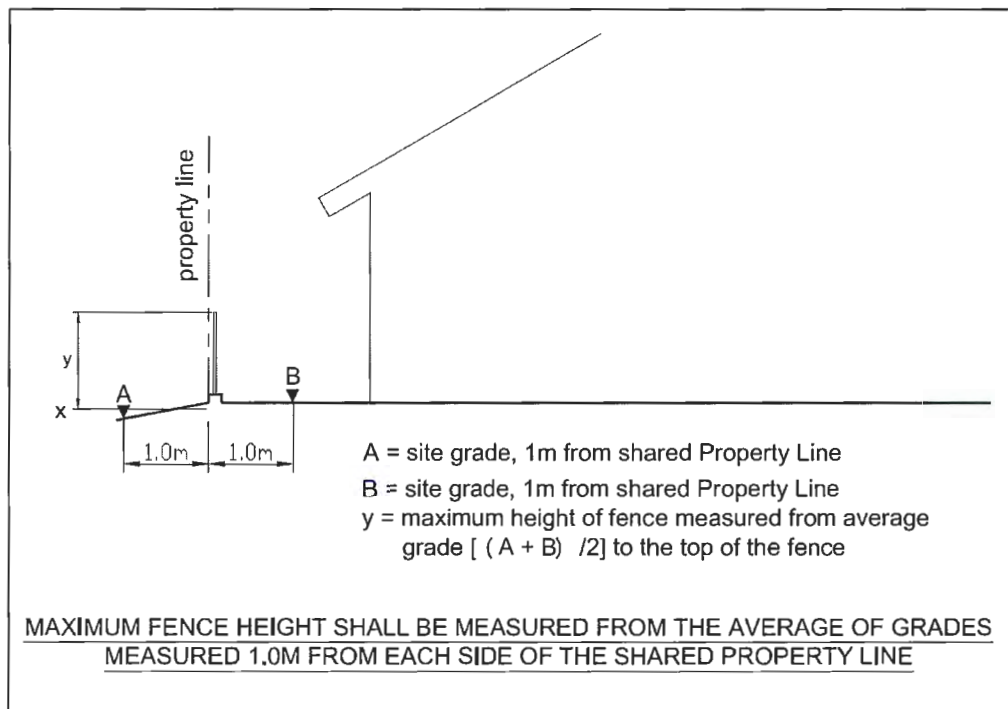 property line
y
A
B
x
1.0m
1.0m
A = site grade, 1m from shared Property Line
B = site grade, 1m from shared Property Line
y = maximum height of fence measured from average
grade [ ( A + B) /2] to the top of the fence
MAXIMUM FENCE HEIGHT SHALL BE MEASURED FROM THE AVERAGE OF GRADES
MEASURED 1.0M FROM EACH SIDE OF THE SHARED PROPERTY LINE